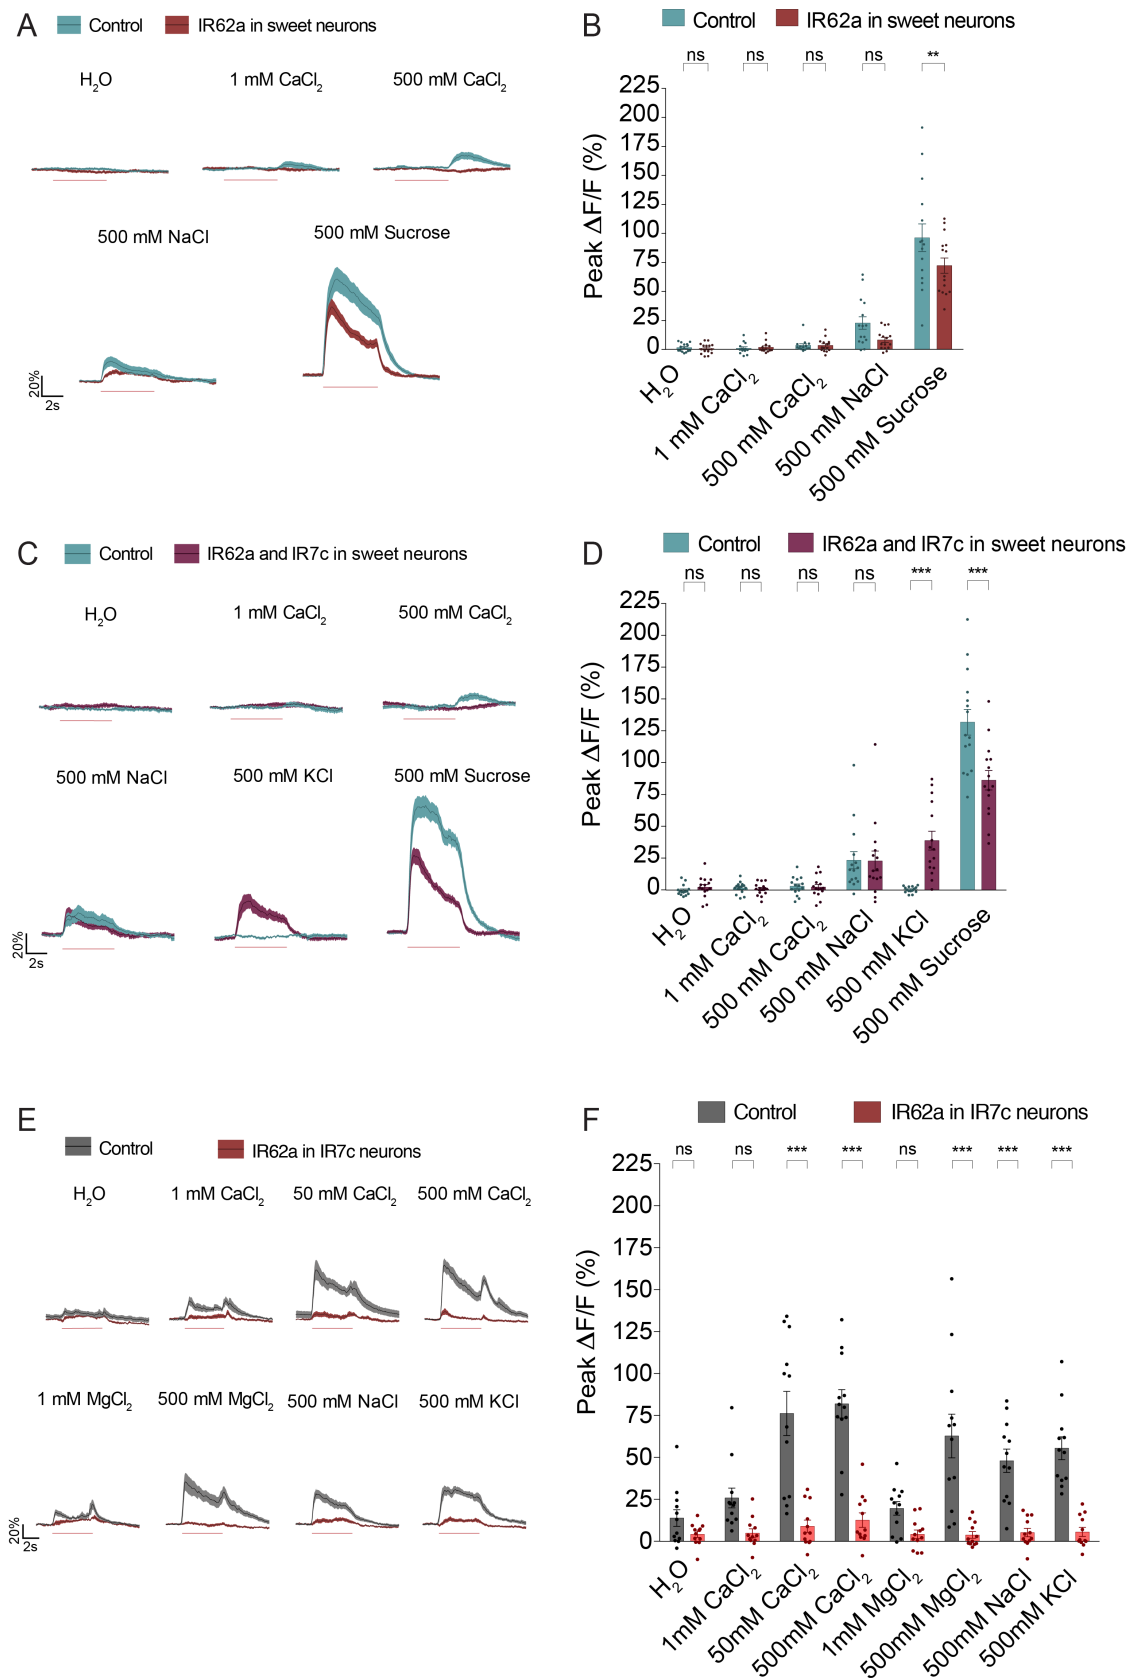 A
Control
IR62a in sweet neurons
H2O
1 mM CaCl2
500 mM CaCl2
500 mM NaCl
500 mM Sucrose
20%
2s
B
Control
IR62a in sweet neurons
ns
ns
ns
ns
**
Peak ΔF/F (%)
225
200
175
150
125
100
75
50
25
0
H2O
1 mM CaCl2
500 mM CaCl2
500 mM NaCl
500 mM Sucrose
C
Control
IR62a and IR7c in sweet neurons
H2O
1 mM CaCl2
500 mM CaCl2
500 mM NaCl
500 mM KCl
500 mM Sucrose
20%
2s
D
Control
IR62a and IR7c in sweet neurons
ns
ns
ns
ns
***
***
Peak ΔF/F (%)
225
200
175
150
125
100
75
50
25
0
H2O
1 mM CaCl2
500 mM CaCl2
500 mM NaCl
500 mM KCl
500 mM Sucrose
E
Control
IR62a in IR7c neurons
H2O
1 mM CaCl2
50 mM CaCl2
500 mM CaCl2
1 mM MgCl2
500 mM MgCl2
500 mM NaCl
500 mM KCl
20%
2s
F
Control
IR62a in IR7c neurons
ns
ns
***
***
ns
***
***
***
Peak ΔF/F (%)
225
200
175
150
125
100
75
50
25
0
H2O
1mM CaCl2
50mM CaCl2
500mM CaCl2
1mM MgCl2
500mM MgCl2
500mM NaCl
500mM KCl